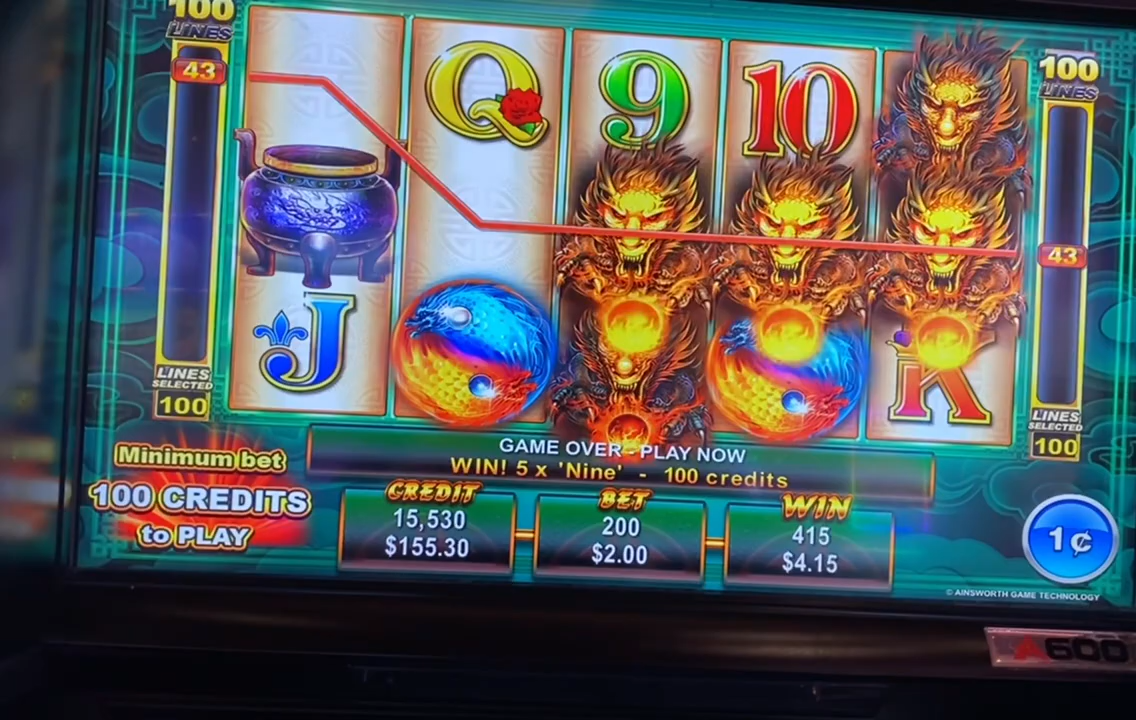 100
LINES
43
LINES
SELECTED
100
Q
9
10
J
K
100
LINES
43
LINES
SELECTED
100
Minimum bet
100 CREDITS
to PLAY
GAME OVER - PLAY NOW
WIN! 5 x 'Nine' - 100 credits
CREDIT
15,530
$155.30
BET
200
$2.00
WIN
415
$4.15
1¢
© AINSWORTH GAME TECHNOLOGY
A600